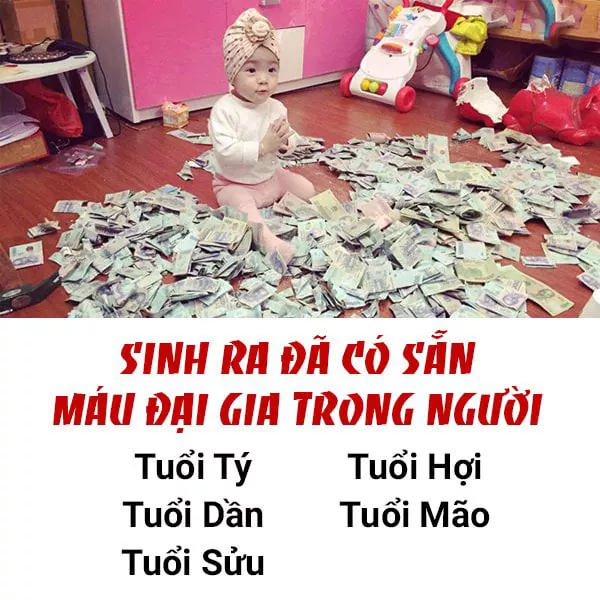 SINH RA ĐÃ CÓ SẴN
MÁU ĐẠI GIA TRONG NGƯỜI
Tuổi Tý
Tuổi Hợi
Tuổi Dần
Tuổi Mão
Tuổi Sửu